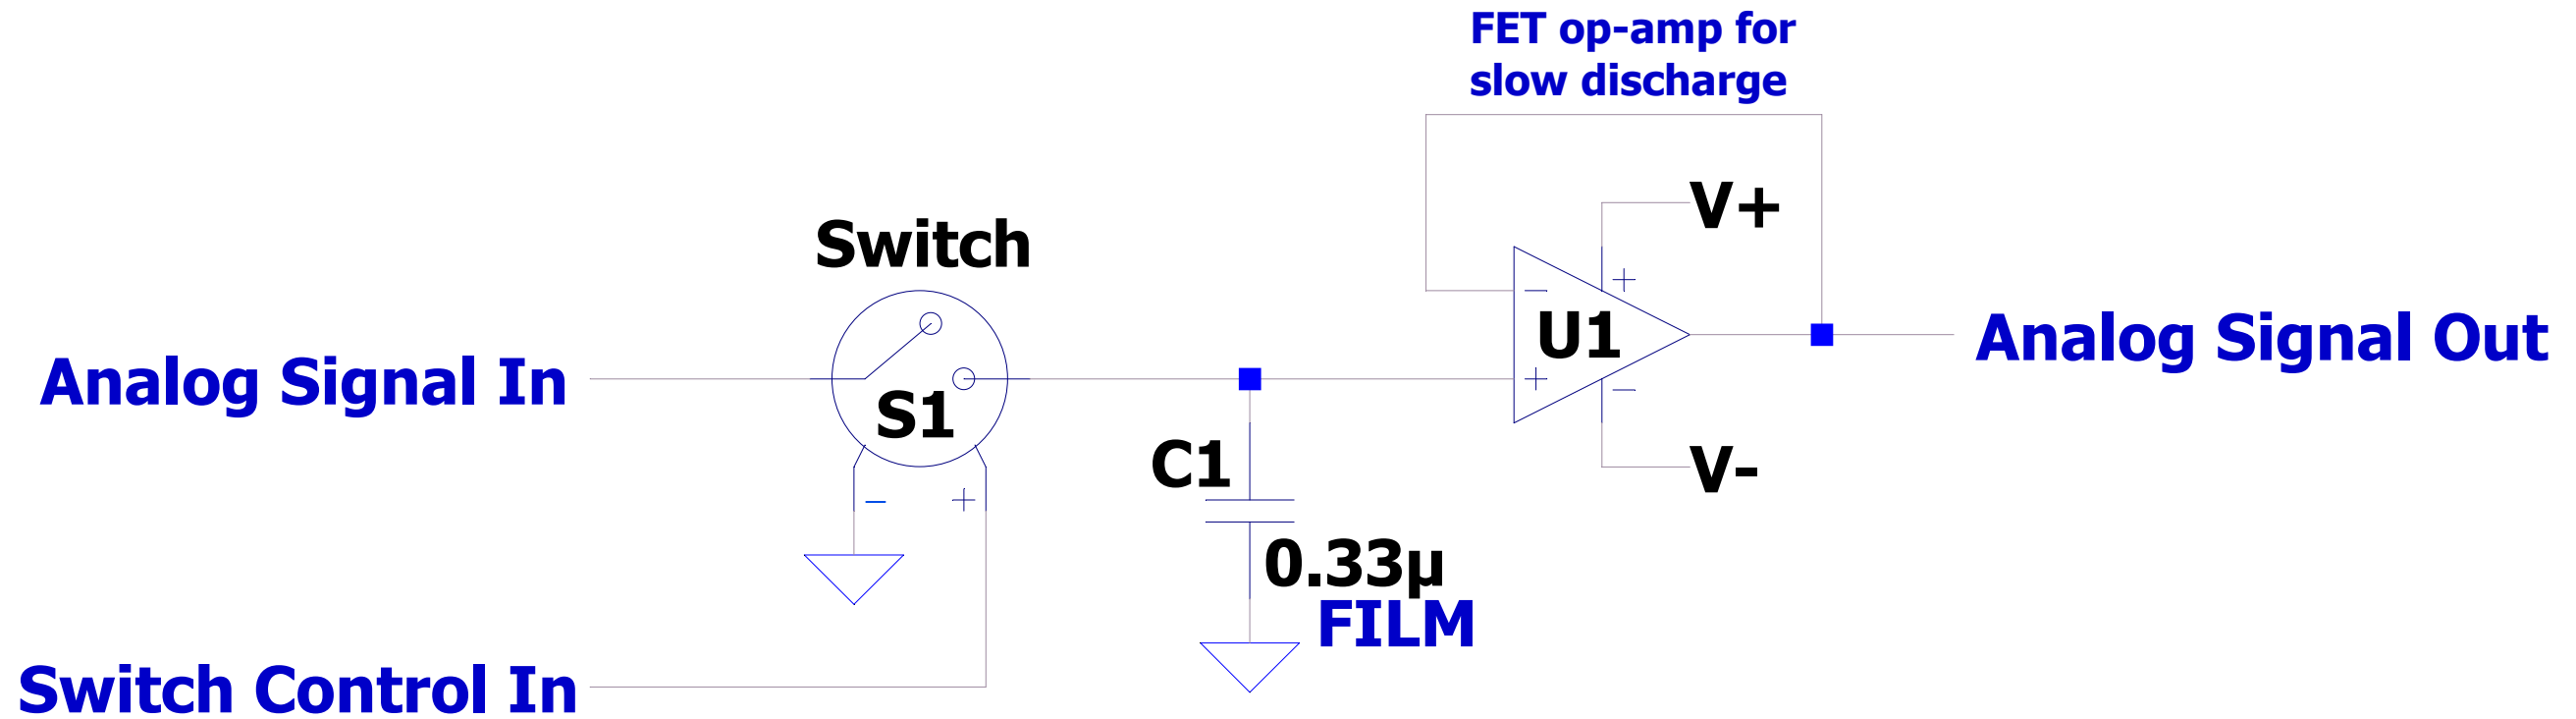 FET op-amp for
slow discharge
V+
Switch
−
+
U1
Analog Signal Out
Analog Signal In
S1
+
−
C1
V-
−
+
0.33µ
FILM
Switch Control In